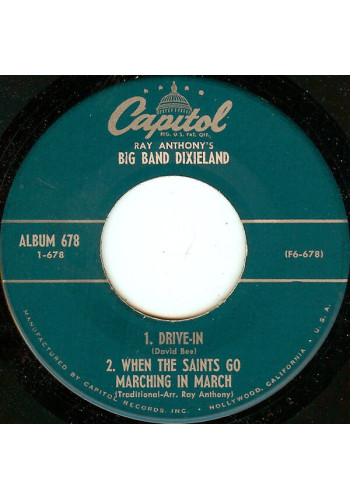 Capitol
REG. U.S. PAT. OFF.
RAY ANTHONY'S
BIG BAND DIXIELAND
ALBUM 678
1-678
(F6-678)
1. DRIVE-IN
(David Bee)
2. WHEN THE SAINTS GO
MARCHING IN MARCH
(Traditional-Arr. Ray Anthony)
MANUFACTURED BY CAPITOL RECORDS, INC. • HOLLYWOOD, CALIFORNIA • U.S.A.